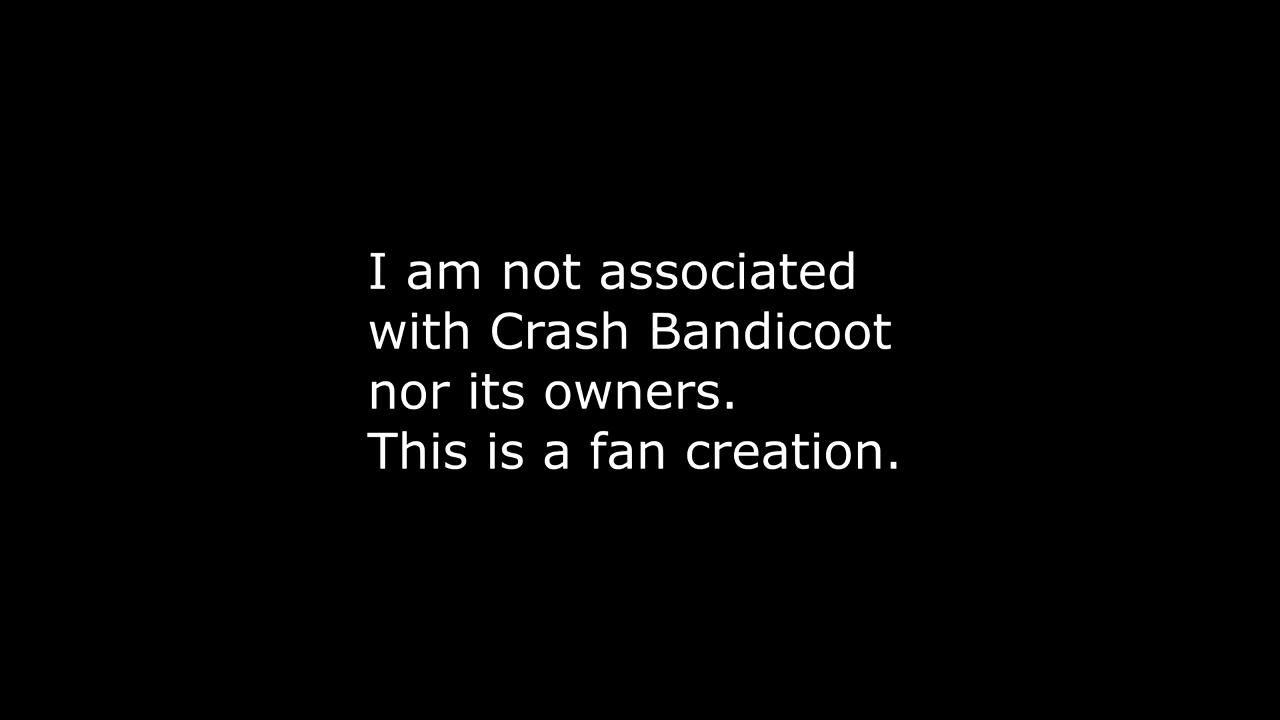 I am not associated
with Crash Bandicoot
nor its owners.
This is a fan creation.